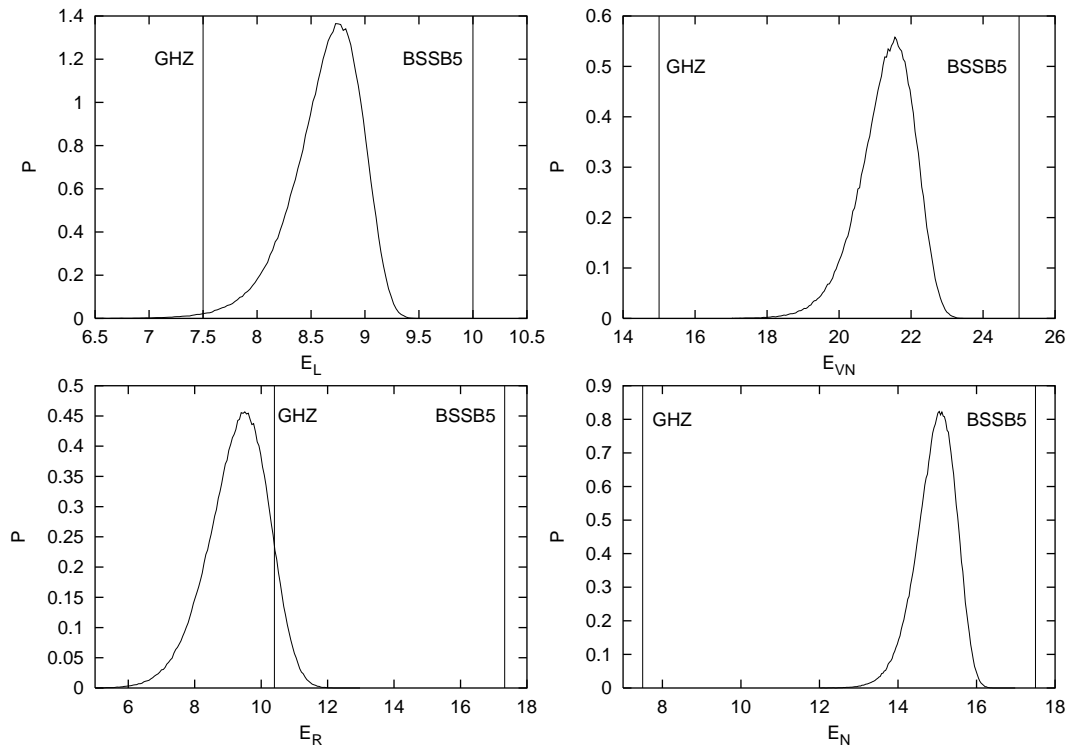 1.4
1.2
1
0.8
0.6
0.4
0.2
0
P
GHZ
BSSB5
6.5 7 7.5 8 8.5 9 9.5 10 10.5
E_L
0.6
0.5
0.4
0.3
0.2
0.1
0
P
GHZ
BSSB5
14 16 18 20 22 24 26
E_VN
0.5
0.45
0.4
0.35
0.3
0.25
0.2
0.15
0.1
0.05
0
P
GHZ
BSSB5
6 8 10 12 14 16 18
E_R
0.9
0.8
0.7
0.6
0.5
0.4
0.3
0.2
0.1
0
P
GHZ
BSSB5
8 10 12 14 16 18
E_N